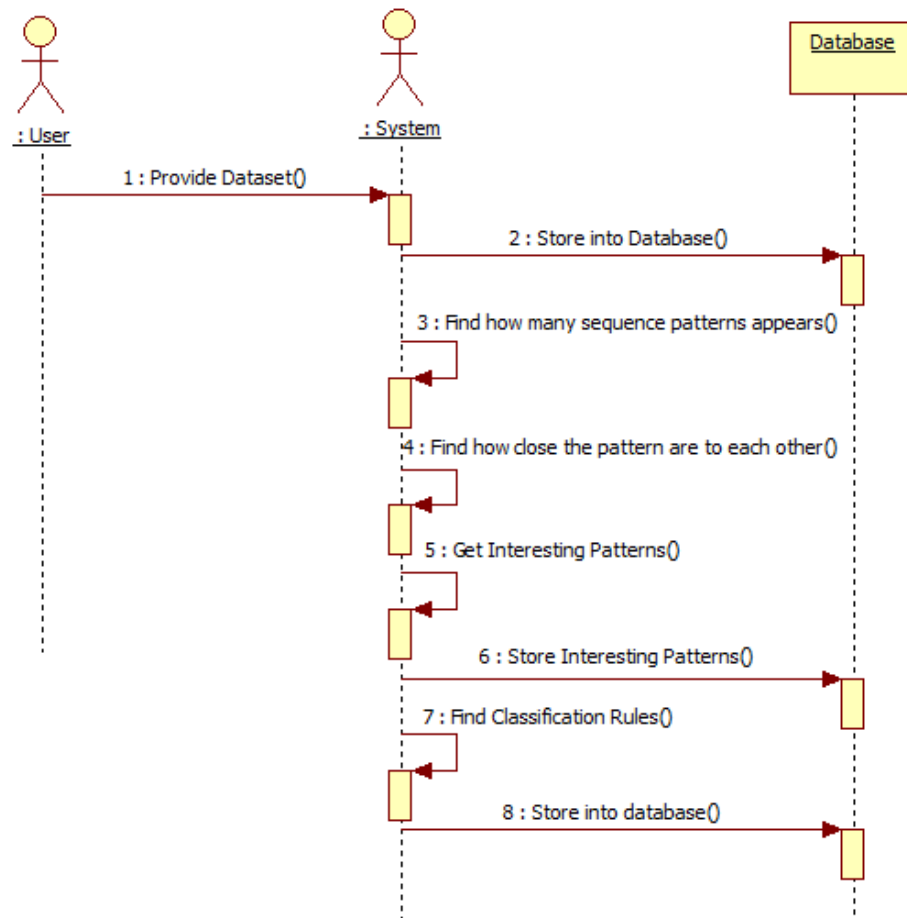 Database
: User
: System
1 : Provide Dataset()
2 : Store into Database()
3 : Find how many sequence patterns appears()
4 : Find how close the pattern are to each other()
5 : Get Interesting Patterns()
6 : Store Interesting Patterns()
7 : Find Classification Rules()
8 : Store into database()